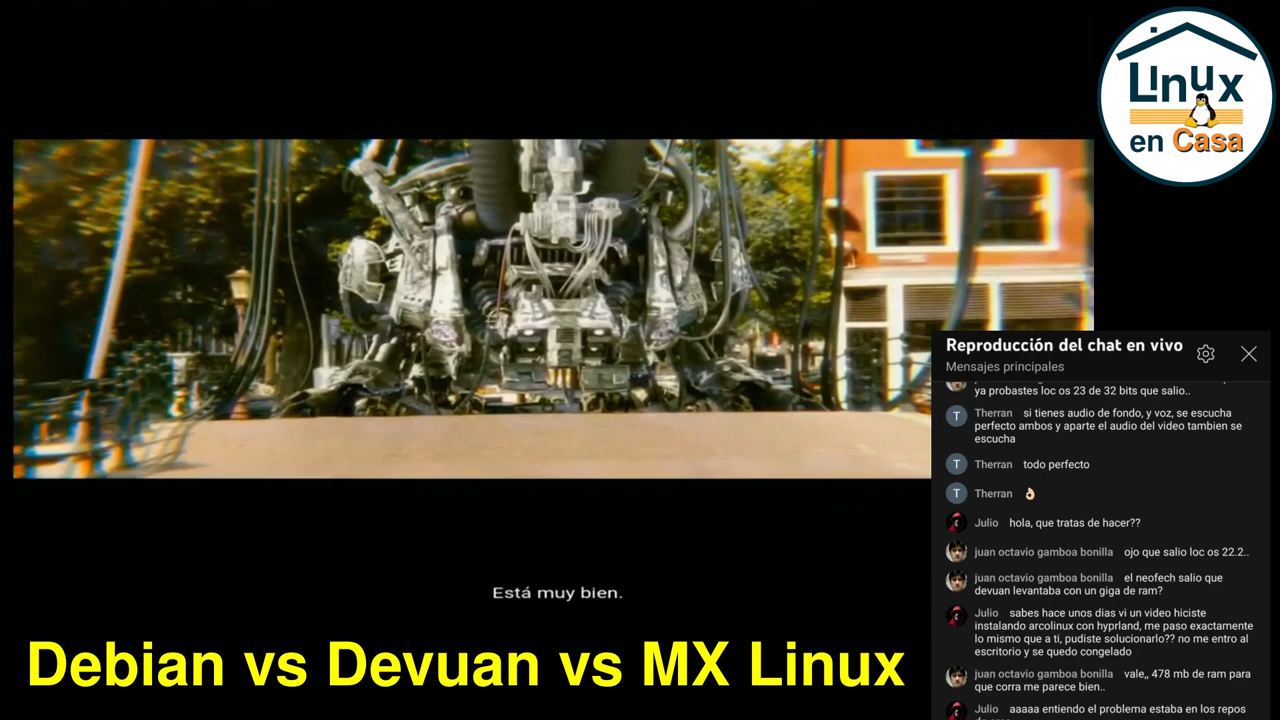 Linux
en Casa
Reproducción del chat en vivo
Mensajes principales
ya probastes loc os 23 de 32 bits que salio..
T Therran si tienes audio de fondo, y voz, se escucha
perfecto ambos y aparte el audio del video tambien se
escucha
T Therran todo perfecto
T Therran 👌🏻
Julio hola, que tratas de hacer??
juan octavio gamboa bonilla ojo que salio loc os 22.2..
juan octavio gamboa bonilla el neofech salio que
devuan levantaba con un giga de ram?
Julio sabes hace unos dias vi un video hiciste
instalando arcolinux con hyprland, me paso exactamente
lo mismo que a ti, pudiste solucionarlo?? no me entro al
escritorio y se quedo congelado
juan octavio gamboa bonilla vale,, 478 mb de ram para
que corra me parece bien..
Julio aaaaa entiendo el problema estaba en los repos
Está muy bien.
Debian vs Devuan vs MX Linux